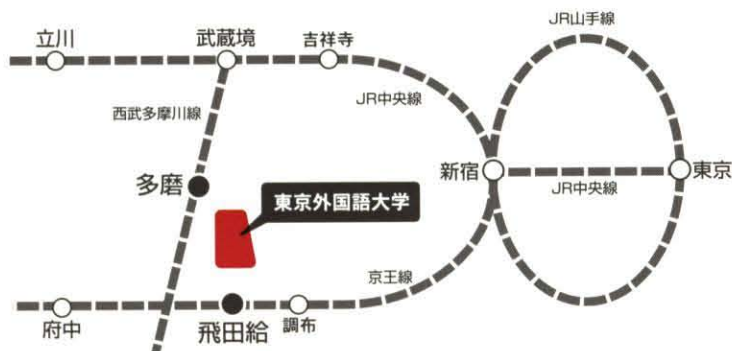 JR山手線
立川
武蔵境
吉祥寺
JR中央線
西武多摩川線
多磨
新宿
東京
JR中央線
東京外国語大学
京王線
府中
飛田給
調布